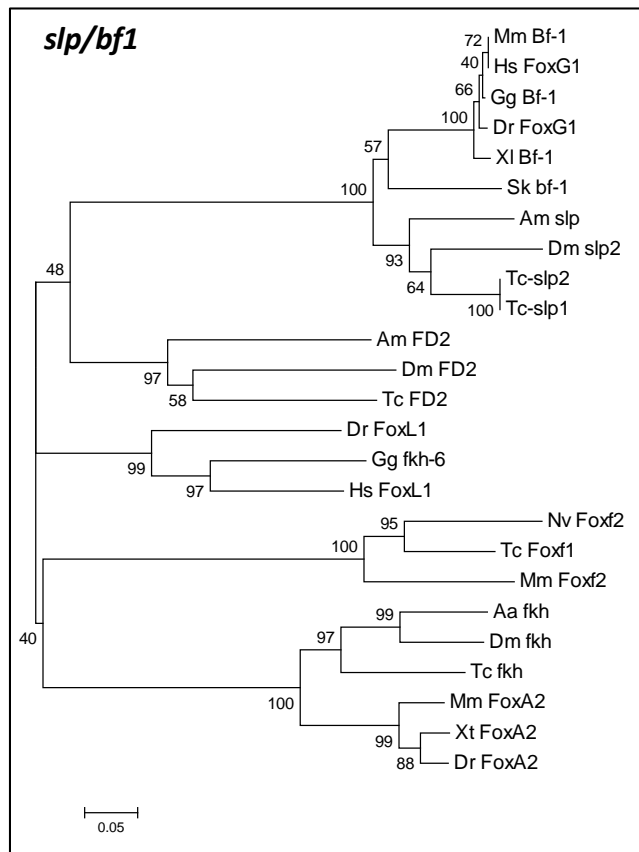 slp/bf1
72
Mm Bf-1
40
Hs FoxG1
66
Gg Bf-1
100
Dr FoxG1
57
Xl Bf-1
100
Sk bf-1
Am slp
93
Dm slp2
48
64
Tc-slp2
100
Tc-slp1
Am FD2
97
Dm FD2
58
Tc FD2
Dr FoxL1
99
Gg fkh-6
97
Hs FoxL1
95
Nv Foxf2
100
Tc Foxf1
Mm Foxf2
99
Aa fkh
97
Dm fkh
40
Tc fkh
100
Mm FoxA2
99
Xt FoxA2
88
Dr FoxA2
0.05